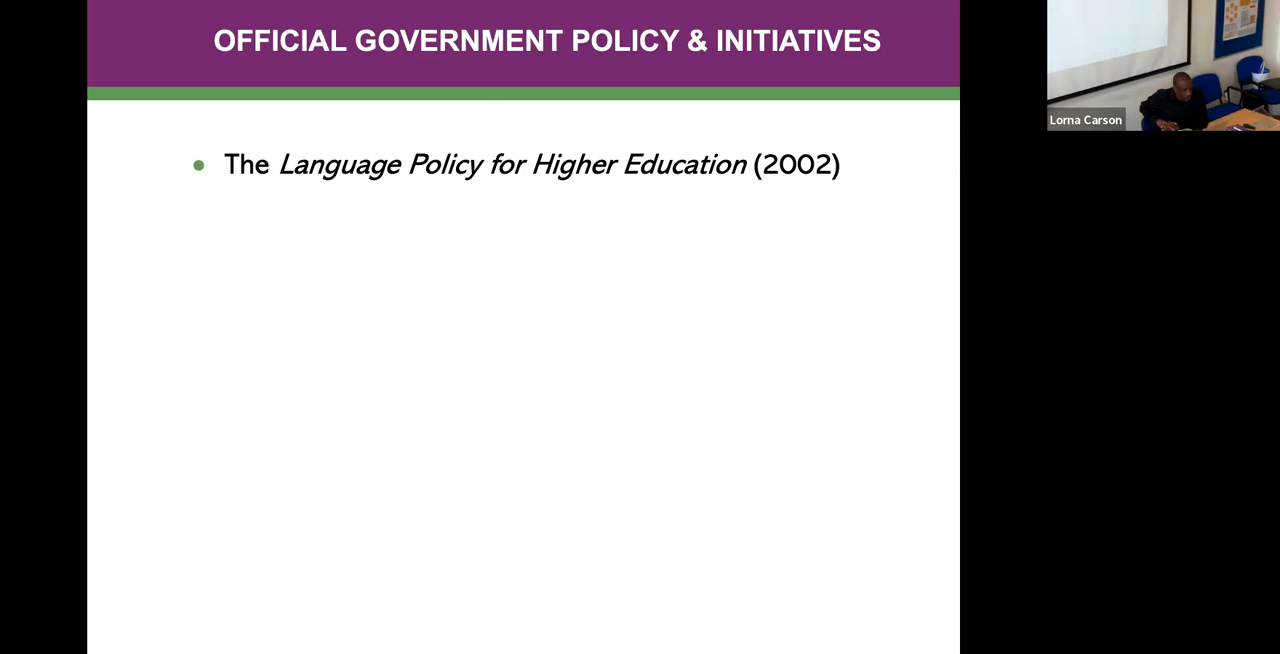 OFFICIAL GOVERNMENT POLICY & INITIATIVES
• The Language Policy for Higher Education (2002)
Lorna Carson